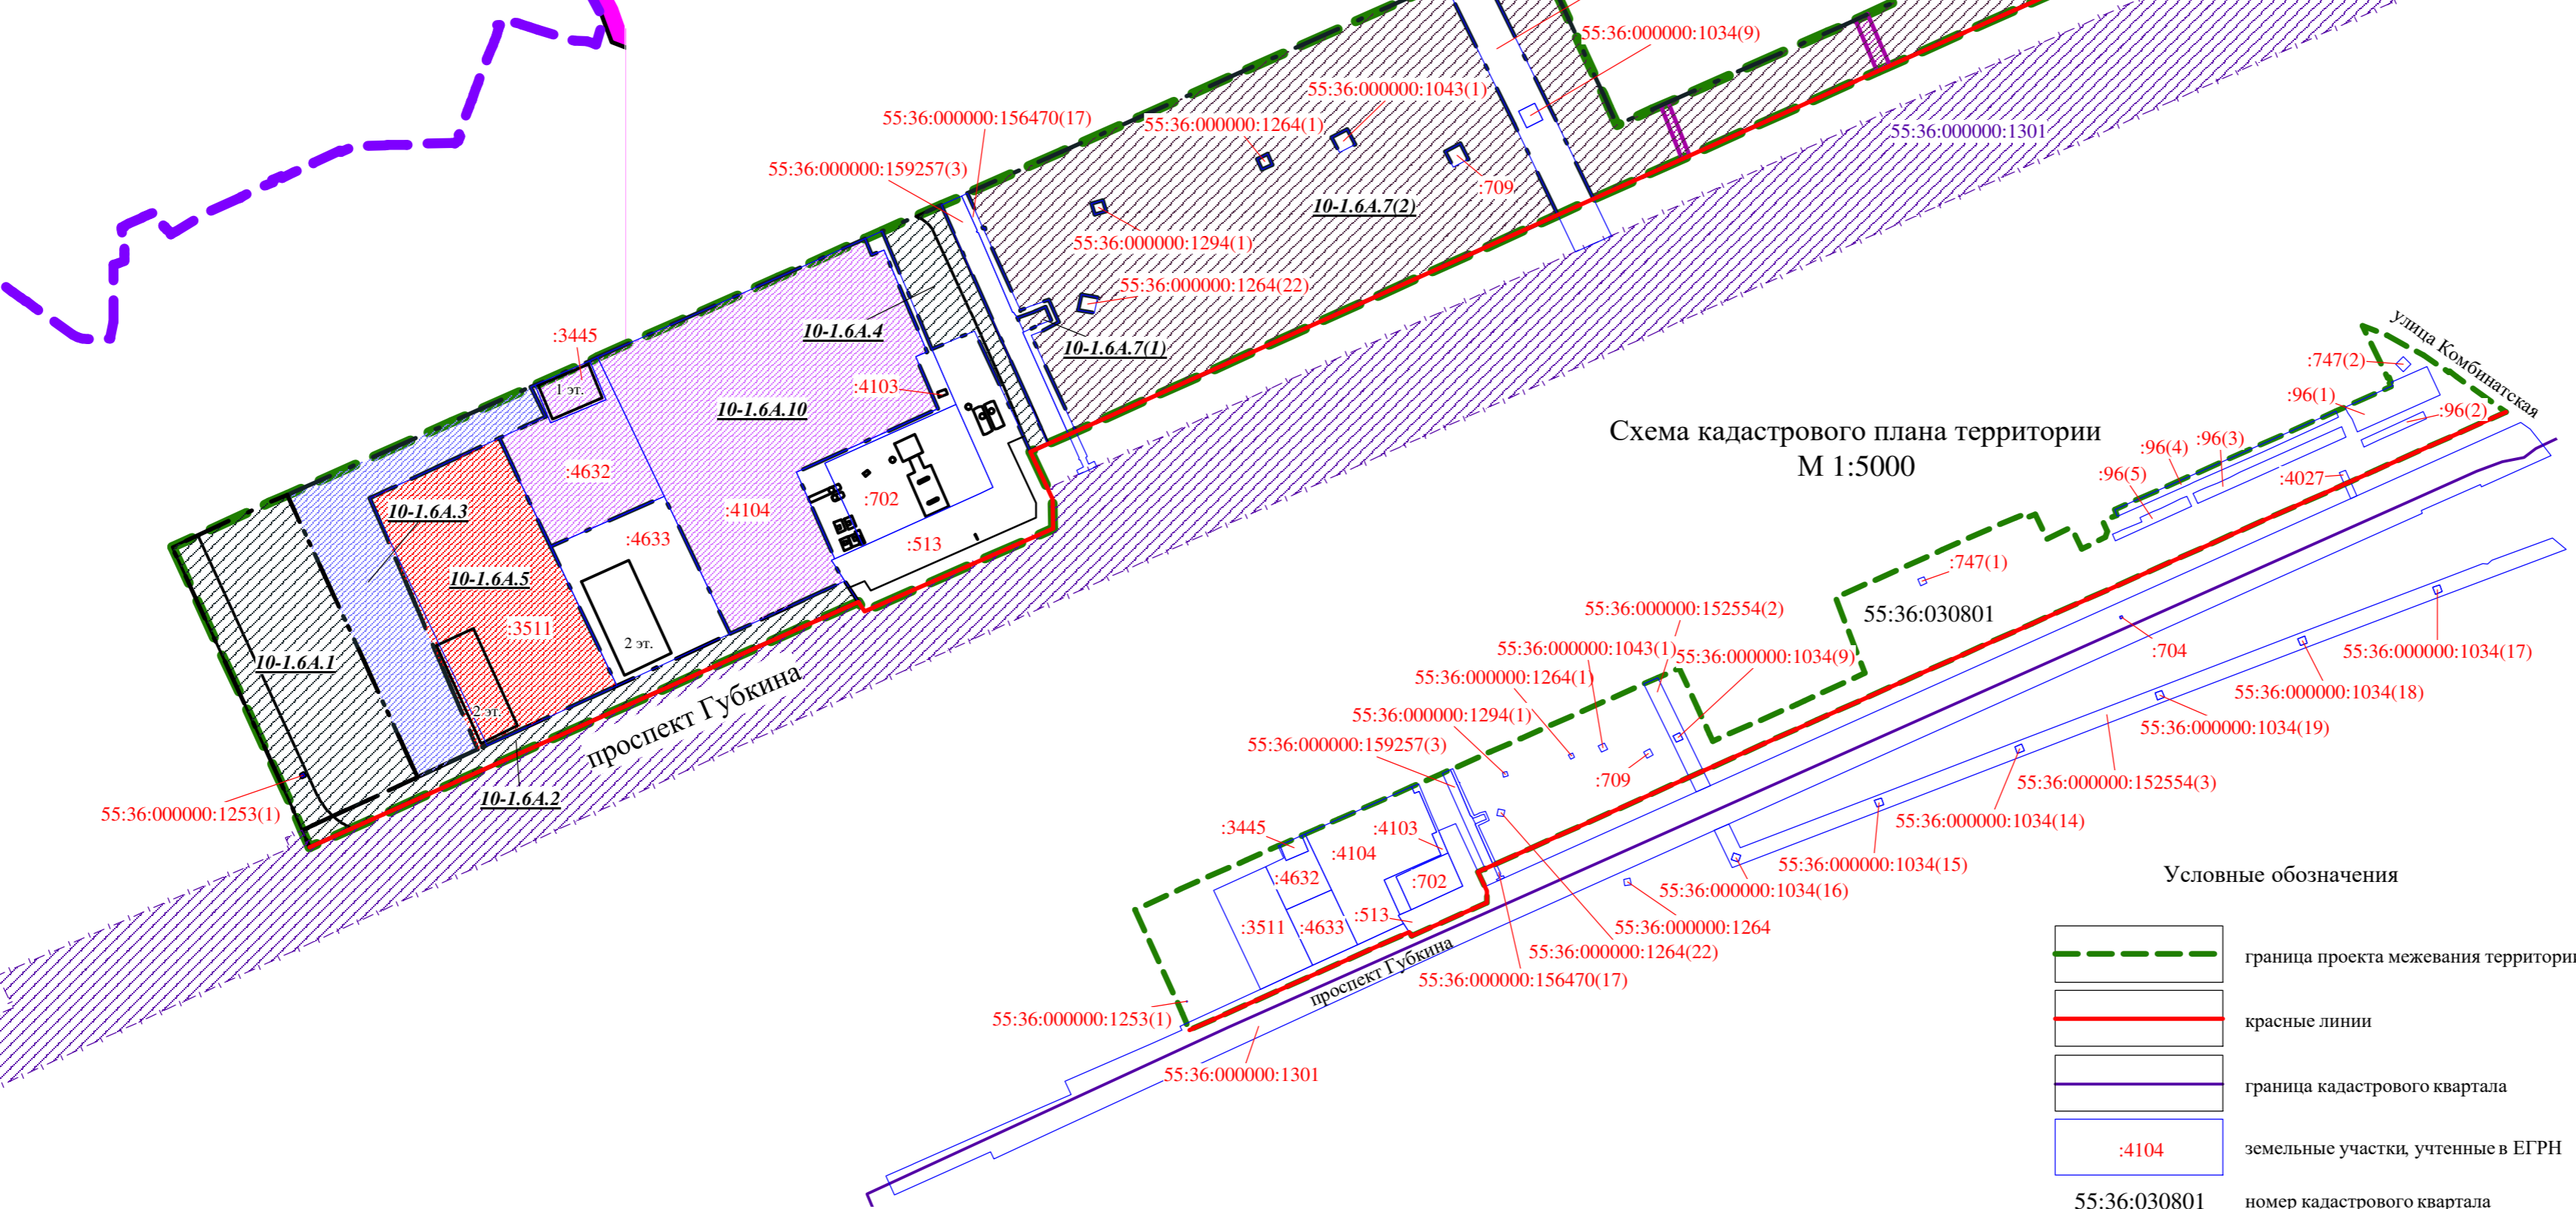 55:36:000000:1034(9)
55:36:000000:1043(1)
55:36:000000:156470(17)
55:36:000000:1264(1)
55:36:000000:1301
55:36:000000:159257(3)
:709
10-1.6А.7(2)
55:36:000000:1294(1)
55:36:000000:1264(22)
10-1.6А.4
10-1.6А.7(1)
:3445
1 эт.
:4103
10-1.6А.10
:4632
:702
:4104
10-1.6А.3
:4633
:513
10-1.6А.5
:3511
2 эт.
10-1.6А.1
2 эт.
проспект Губкина
10-1.6А.2
55:36:000000:1253(1)
Схема кадастрового плана территории
М 1:5000
улица Комбинатская
:747(2)
:96(1)
:96(2)
:96(3)
:96(4)
:96(5)
:4027
:747(1)
55:36:030801
55:36:000000:152554(2)
55:36:000000:1043(1)
55:36:000000:1034(9)
55:36:000000:1264(1)
55:36:000000:1294(1)
55:36:000000:159257(3)
:709
:704
55:36:000000:1034(17)
55:36:000000:1034(18)
55:36:000000:1034(19)
55:36:000000:152554(3)
55:36:000000:1034(14)
55:36:000000:1034(15)
55:36:000000:1034(16)
55:36:000000:1264
55:36:000000:1264(22)
55:36:000000:156470(17)
:3445
:4103
:4104
:4632
:702
:513
:3511
:4633
проспект Губкина
55:36:000000:1253(1)
55:36:000000:1301
Условные обозначения
граница проекта межевания территории
красные линии
граница кадастрового квартала
:4104
земельные участки, учтенные в ЕГРН
55:36:030801
номер кадастрового квартала